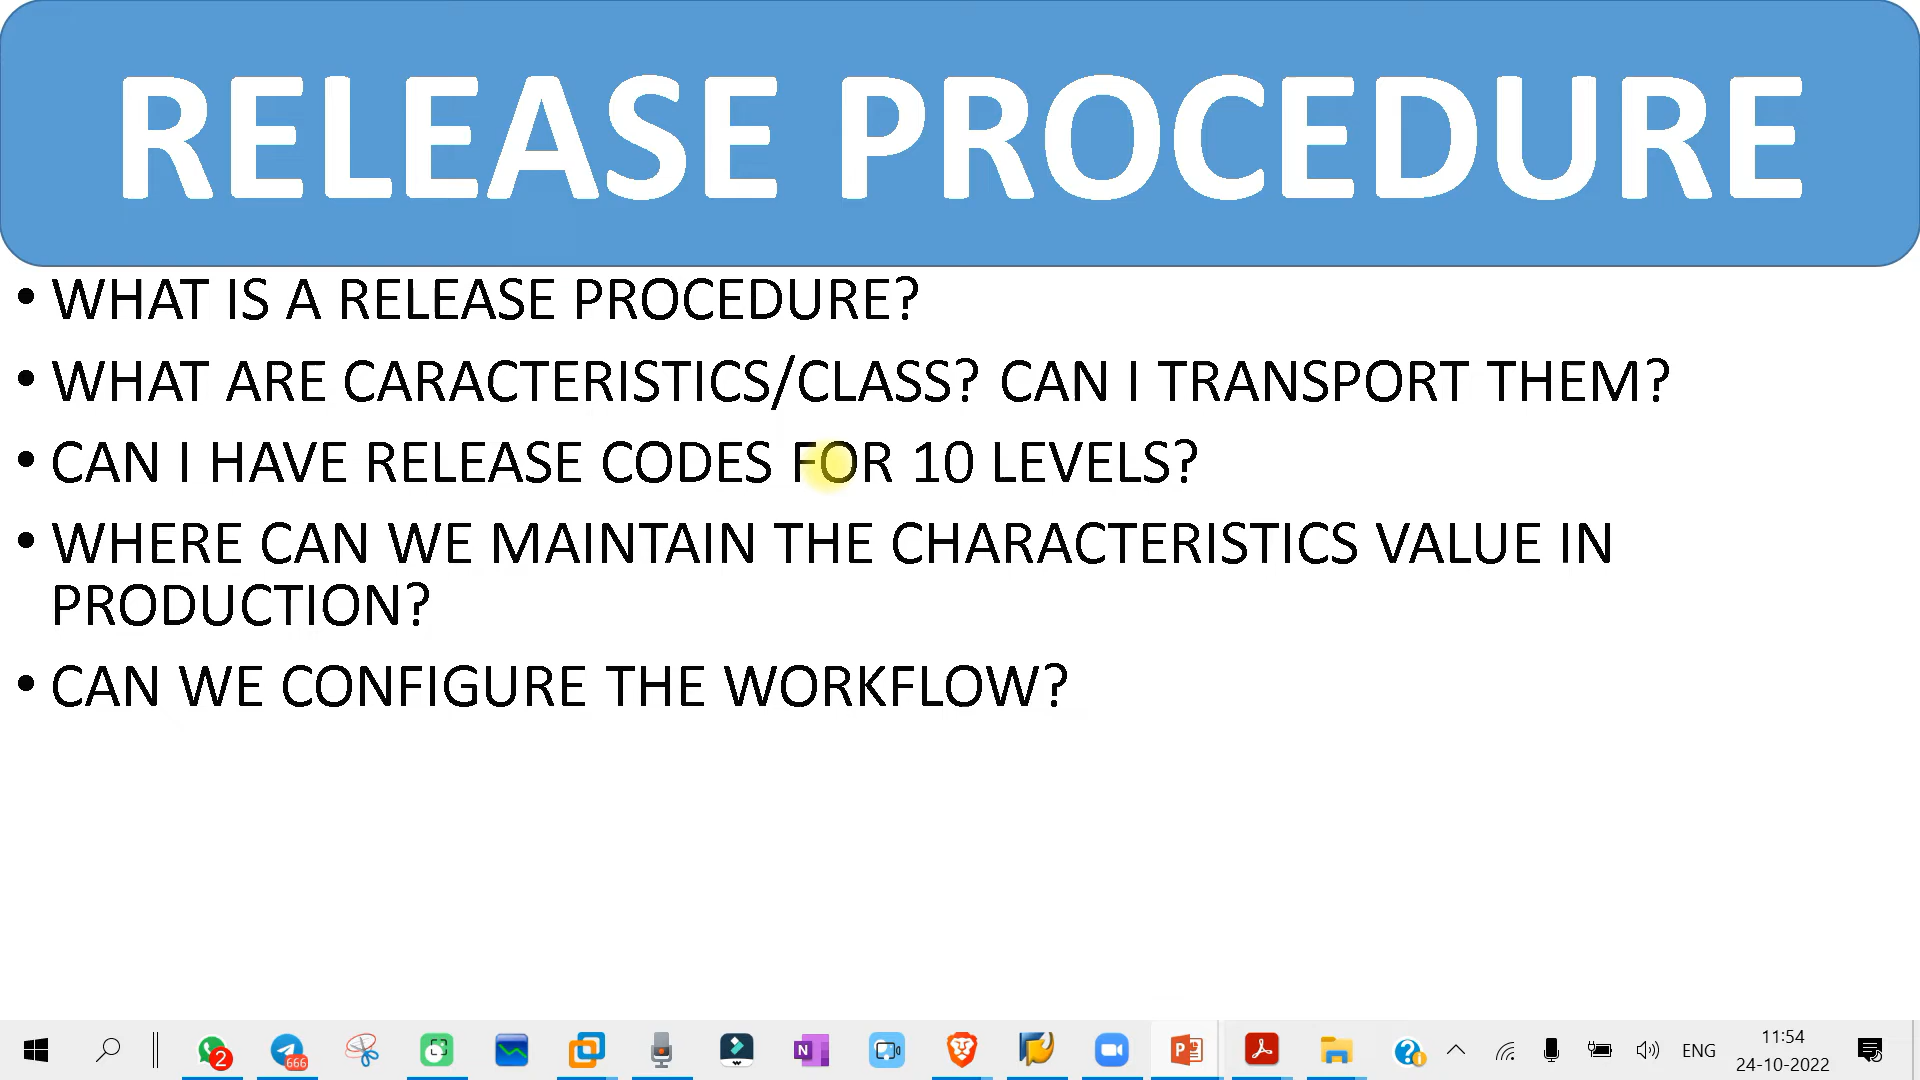 RELEASE PROCEDURE
• WHAT IS A RELEASE PROCEDURE?
• WHAT ARE CARACTERISTICS/CLASS? CAN I TRANSPORT THEM?
• CAN I HAVE RELEASE CODES FOR 10 LEVELS?
• WHERE CAN WE MAINTAIN THE CHARACTERISTICS VALUE IN
PRODUCTION?
• CAN WE CONFIGURE THE WORKFLOW?
2
666
N
P
?
ENG
11:54
24-10-2022